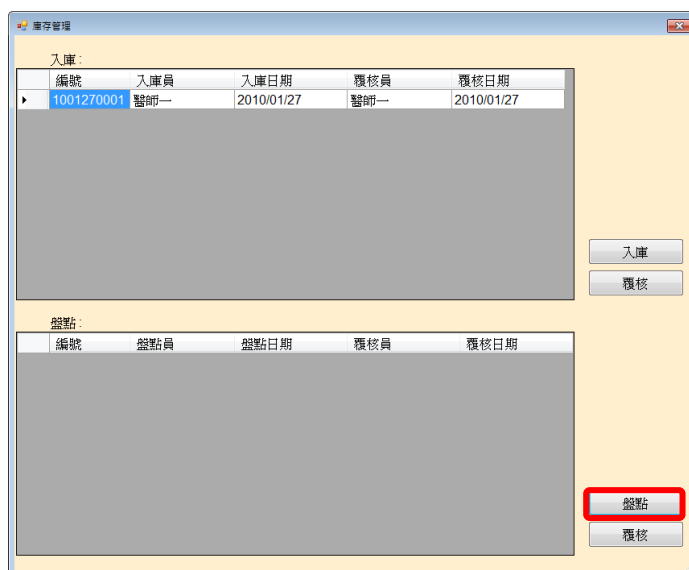 庫存管理
入庫:
編號 入庫員 入庫日期 覆核員 覆核日期
1001270001 醫師一 2010/01/27 醫師一 2010/01/27
入庫
覆核
盤點:
編號 盤點員 盤點日期 覆核員 覆核日期
盤點
覆核